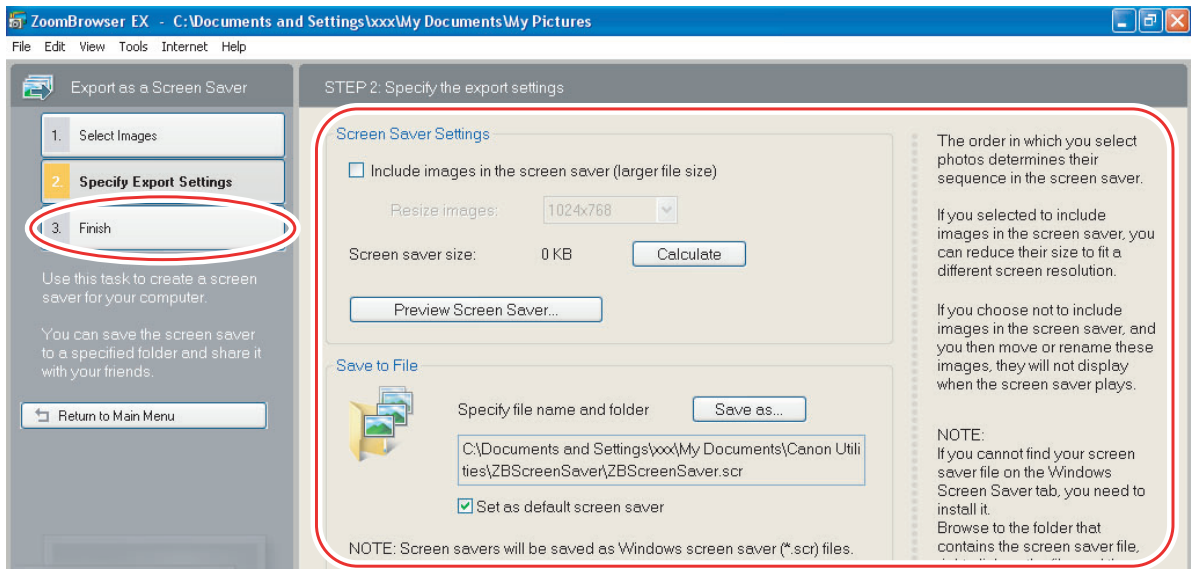 ZoomBrowser EX - C:\Documents and Settings\xxx\My Documents\My Pictures
File Edit View Tools Internet Help
Export as a Screen Saver
1. Select Images
2. Specify Export Settings
3. Finish
Use this task to create a screen
saver for your computer.
You can save the screen saver
to a specified folder and share it
with your friends.
Return to Main Menu
STEP 2: Specify the export settings
Screen Saver Settings
Include images in the screen saver (larger file size)
Resize images: 1024x768
Screen saver size: 0 KB Calculate
Preview Screen Saver...
Save to File
Specify file name and folder Save as...
C:\Documents and Settings\xxx\My Documents\Canon Utili
ties\ZBScreenSaver\ZBScreenSaver.scr
Set as default screen saver
NOTE: Screen savers will be saved as Windows screen saver (*.scr) files.
The order in which you select
photos determines their
sequence in the screen saver.
If you selected to include
images in the screen saver, you
can reduce their size to fit a
different screen resolution.
If you choose not to include
images in the screen saver, and
you then move or rename these
images, they will not display
when the screen saver plays.
NOTE:
If you cannot find your screen
saver file on the Windows
Screen Saver tab, you need to
install it.
Browse to the folder that
contains the screen saver file,